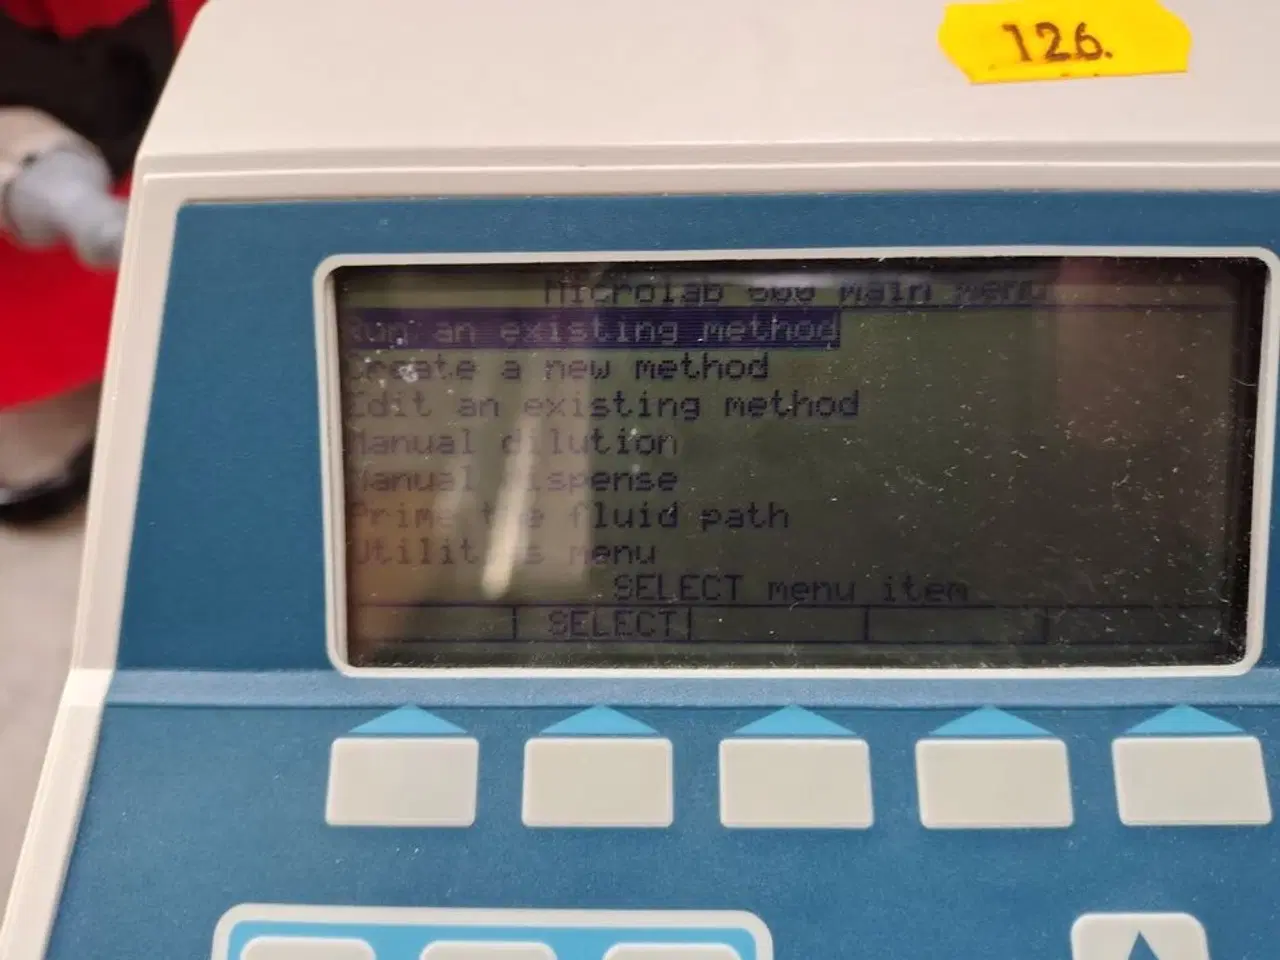 126.
Microlab 500 Main Menu
Run an existing method
Create a new method
Edit an existing method
Manual dilution
Manual dispense
Prime the fluid path
Utilities menu
SELECT menu item
SELECT